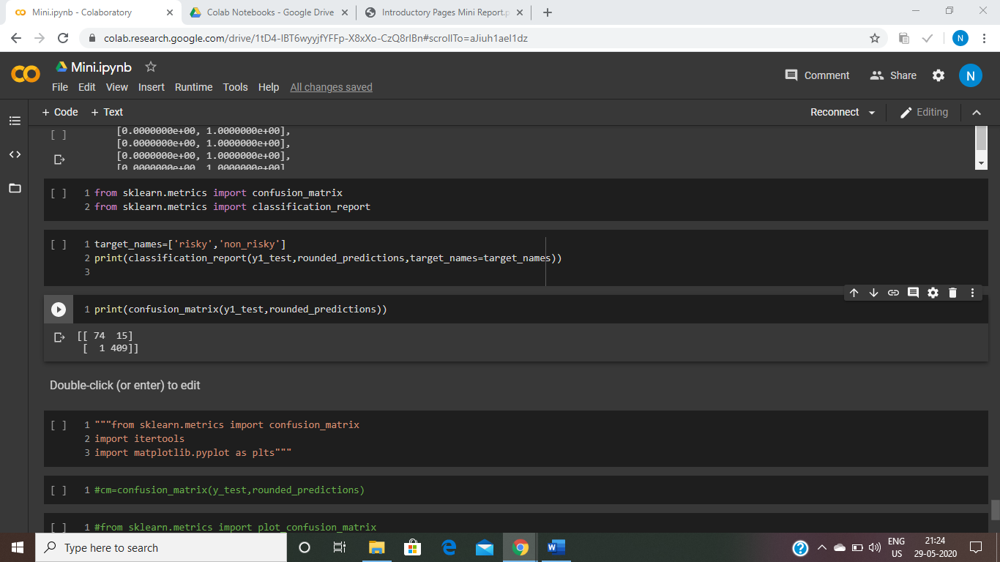 Mini.ipynb - Colaboratory
Colab Notebooks - Google Drive
Introductory Pages Mini Report.p
colab.research.google.com/drive/1tD4-IBT6wyyjfYFFp-X8xXo-CzQ8rIBn#scrollTo=aJiuh1ael1dz
N
Mini.ipynb
Comment
Share
N
File Edit View Insert Runtime Tools Help All changes saved
+ Code + Text
Reconnect
Editing
[ ]
[0.0000000e+00, 1.0000000e+00],
[0.0000000e+00, 1.0000000e+00],
[0.0000000e+00, 1.0000000e+00],
[0.0000000e+00, 1.0000000e+00]
[ ] 1 from sklearn.metrics import confusion_matrix
2 from sklearn.metrics import classification_report
[ ] 1 target_names=['risky','non_risky']
2 print(classification_report(y1_test,rounded_predictions,target_names=target_names))
3
1 print(confusion_matrix(y1_test,rounded_predictions))
[[ 74  15]
[  1 409]]
Double-click (or enter) to edit
[ ] 1 """from sklearn.metrics import confusion_matrix
2 import itertools
3 import matplotlib.pyplot as plts"""
[ ] 1 #cm=confusion_matrix(y_test,rounded_predictions)
[ ] 1 #from sklearn.metrics import plot_confusion_matrix
Type here to search
ENG
US
21:24
29-05-2020